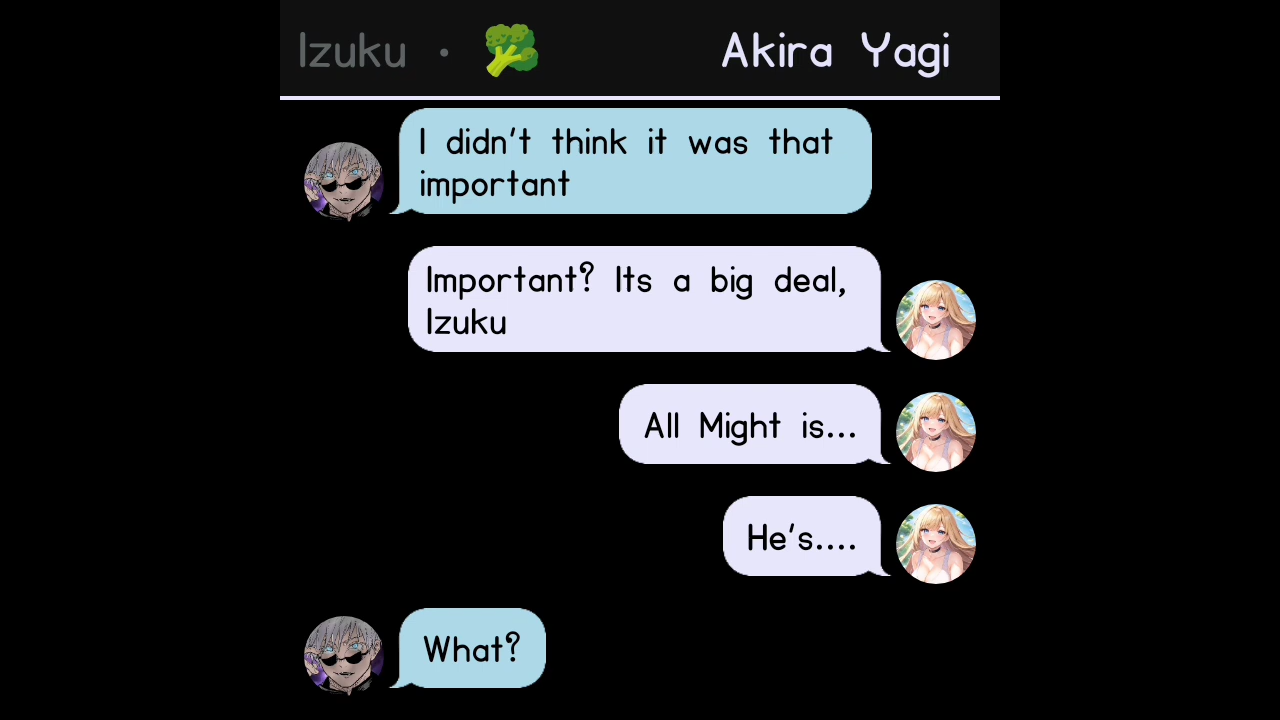 Izuku • 🥦 Akira Yagi
I didn't think it was that
important
Important? Its a big deal,
Izuku
All Might is...
He's....
What?